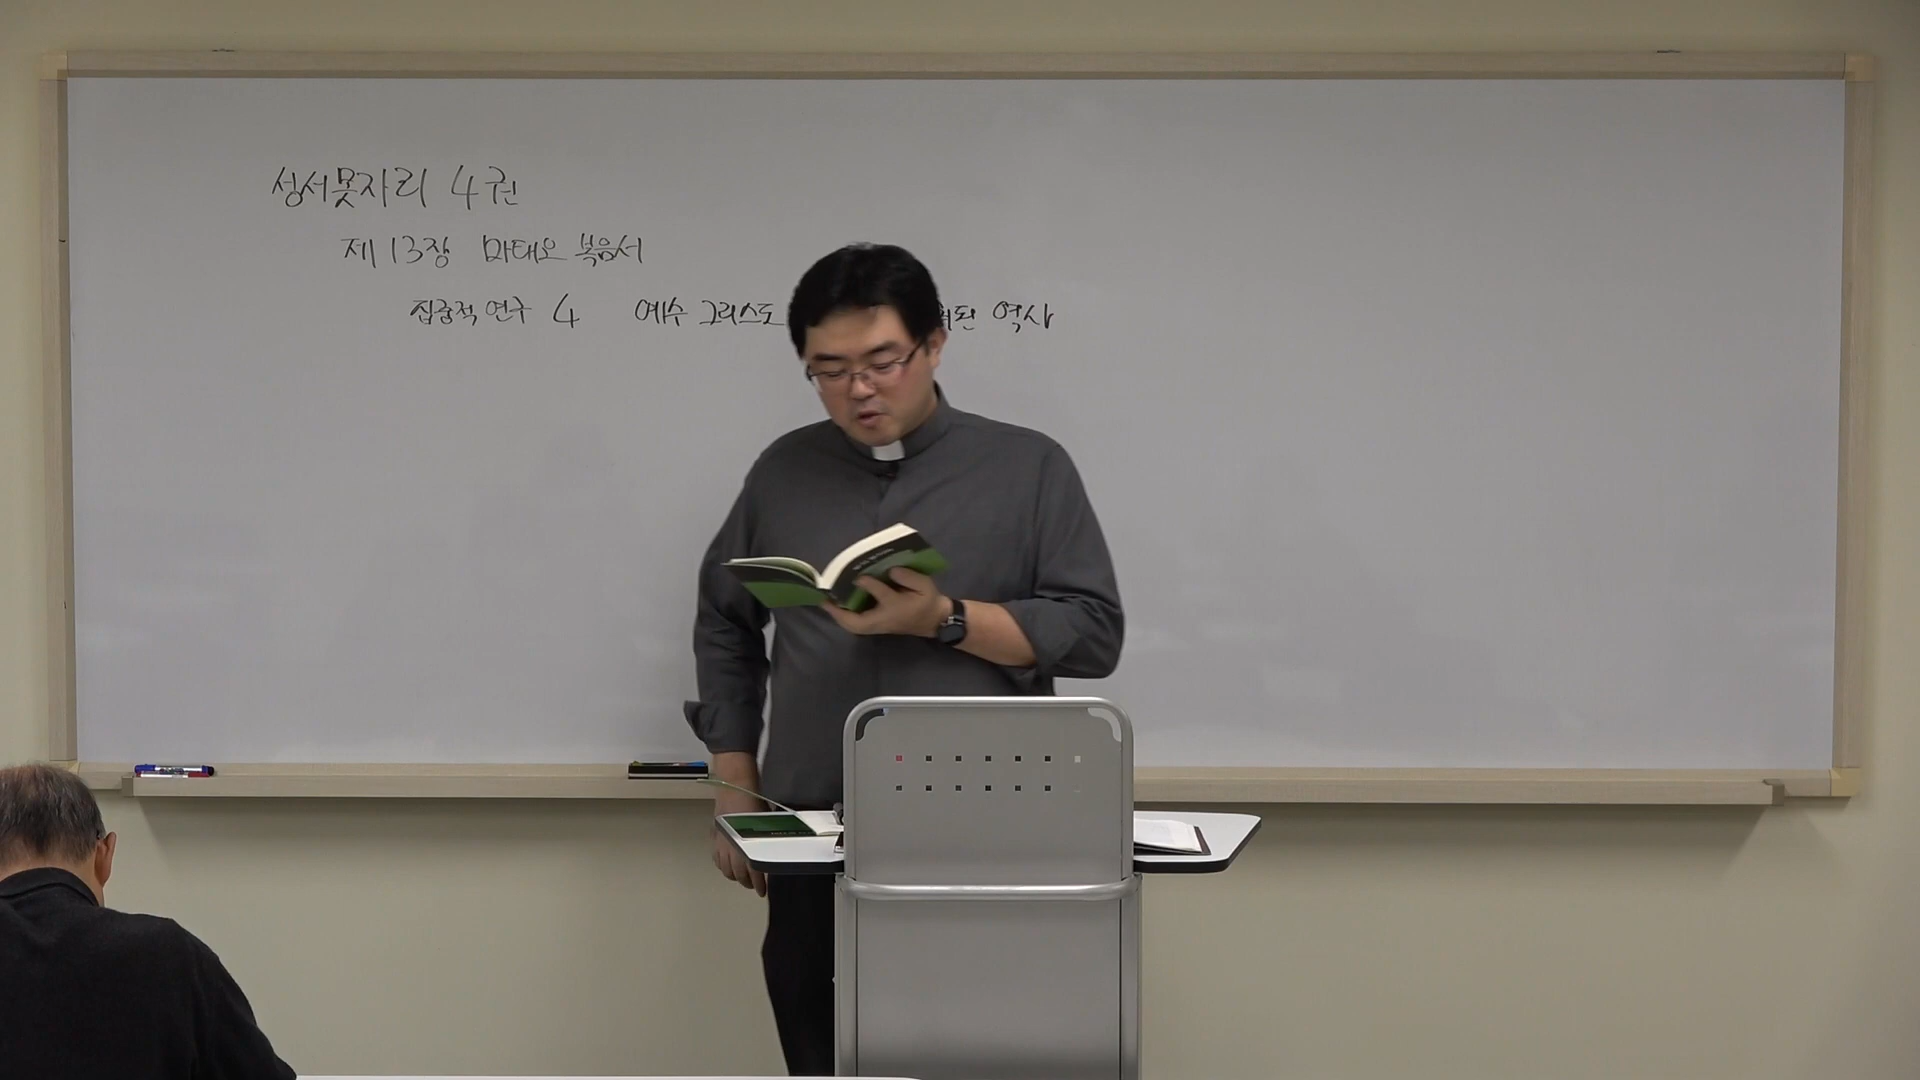 성서못자리 4권
제 13장 마태오 복음서
집중적 연구 4 예수 그리스도 된 역사